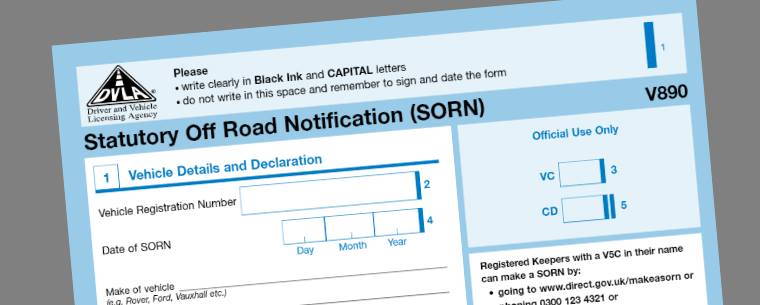 Please
• write clearly in Black Ink and CAPITAL letters
• do not write in this space and remember to sign and date the form
1
DVLA®
Driver and Vehicle
Licensing Agency
Statutory Off Road Notification (SORN)
V890
1 Vehicle Details and Declaration
Vehicle Registration Number
2
Date of SORN
4
Day Month Year
Make of vehicle
(e.g. Rover, Ford, Vauxhall etc.)
Official Use Only
VC
3
CD
5
Registered Keepers with a V5C in their name
can make a SORN by:
• going to www.direct.gov.uk/makeasorn or
phoning 0300 123 4321 or